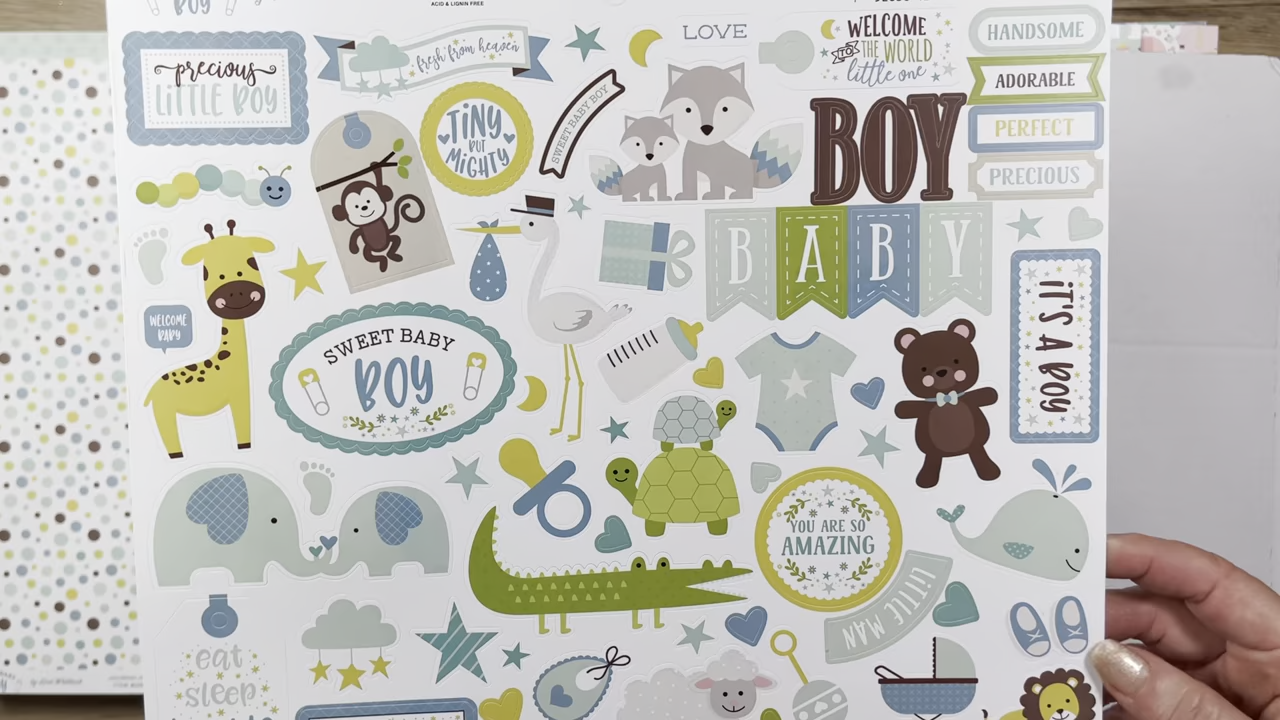 BOY
ACID & LIGNIN FREE
precious
LITTLE BOY
fresh from heaven
LOVE
WELCOME
TO THE WORLD
little one
HANDSOME
ADORABLE
PERFECT
PRECIOUS
TINY
BUT
MIGHTY
SWEET BABY BOY
BOY
BABY
WELCOME
BABY
SWEET BABY
BOY
IT'S A BOY
YOU ARE SO
AMAZING
LITTLE MAN
eat
sleep